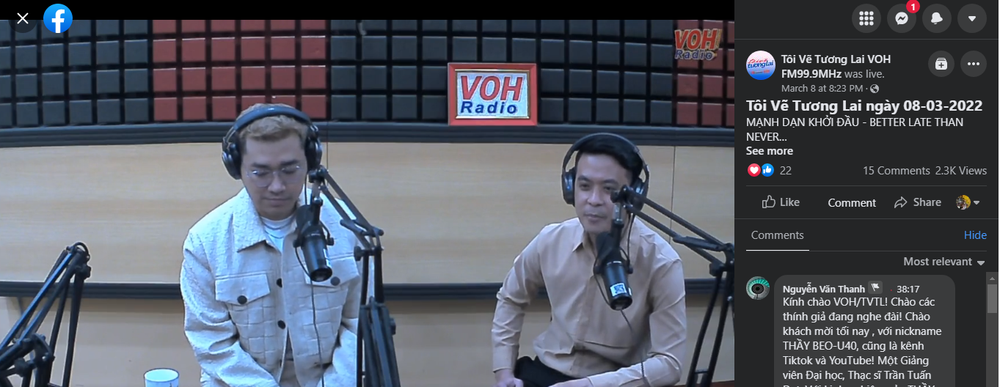 VOH
Radio
VOH
Radio
1
Tôi Vẽ Tương Lai VOH
FM99.9MHz was live.
March 8 at 8:23 PM ·
Tôi Vẽ Tương Lai ngày 08-03-2022
MẠNH DẠN KHỞI ĐẦU - BETTER LATE THAN
NEVER...
See more
22 15 Comments 2.3K Views
Like Comment Share
Comments Hide
Most relevant
Nguyễn Văn Thanh · 38:17
Kính chào VOH/TVTL! Chào các
thính giả đang nghe đài! Chào
khách mời tối nay , với nickname
THẦY BEO-U40, cũng là kênh
Tiktok và YouTube! Một Giảng
viên Đại học, Thạc sĩ Trần Tuấn